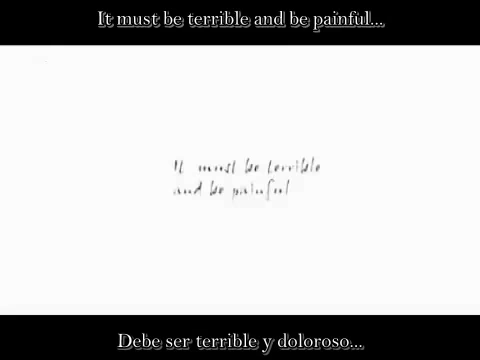 It must be terrible and be painful...
It must be terrible
and be painful
Debe ser terrible y doloroso...